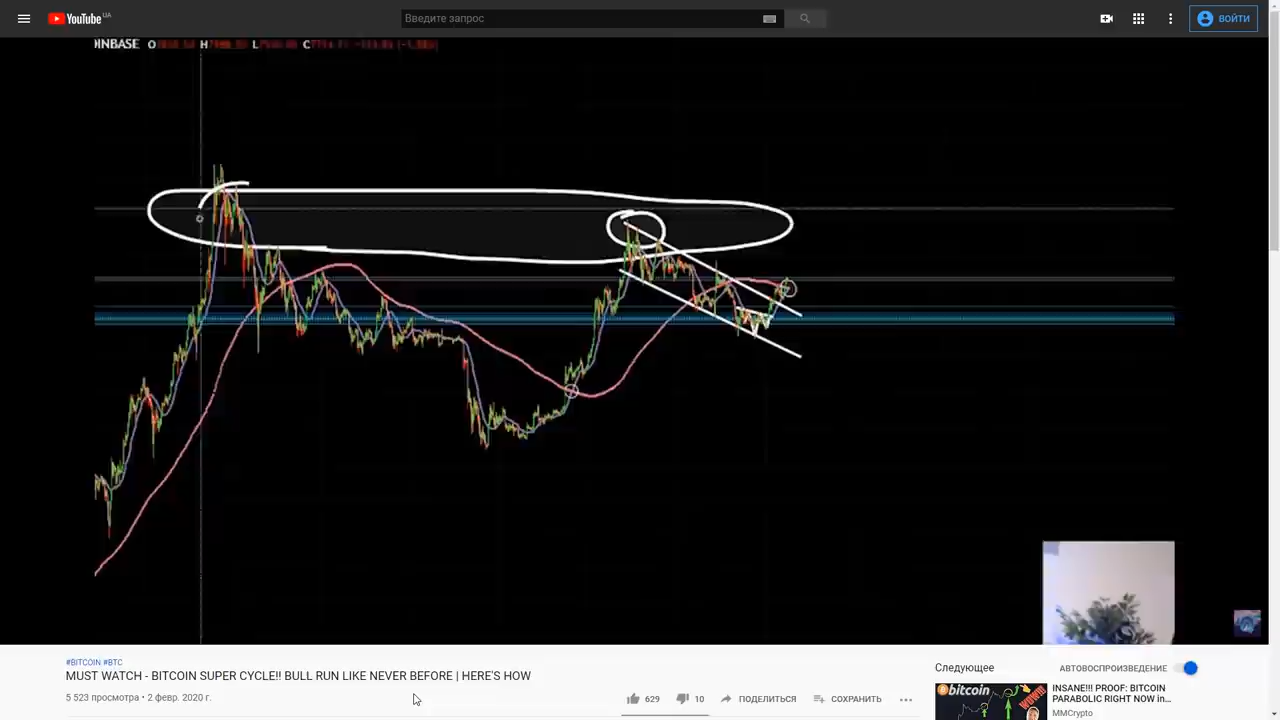 YouTube UA
Введите запрос
ВОЙТИ
INBASE O H L C
#BITCOIN #BTC
MUST WATCH - BITCOIN SUPER CYCLE!! BULL RUN LIKE NEVER BEFORE | HERE'S HOW
5 523 просмотра • 2 февр. 2020 г.
629
10
ПОДЕЛИТЬСЯ
СОХРАНИТЬ
Следующее
АВТОВОСПРОИЗВЕДЕНИЕ
bitcoin
INSANE!!! PROOF: BITCOIN
PARABOLIC RIGHT NOW in...
MMCrypto